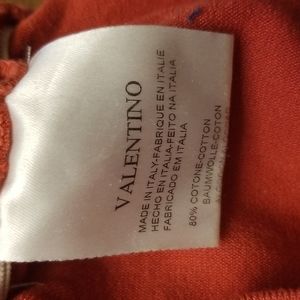 VALENTINO
MADE IN ITALY-FABRIQUE EN ITALIE
HECHO EN ITALIA-FEITO NA ITALIA
FABRICADO EM ITALIA
80% COTONE-COTTON
BAUMWOLLE-COTON